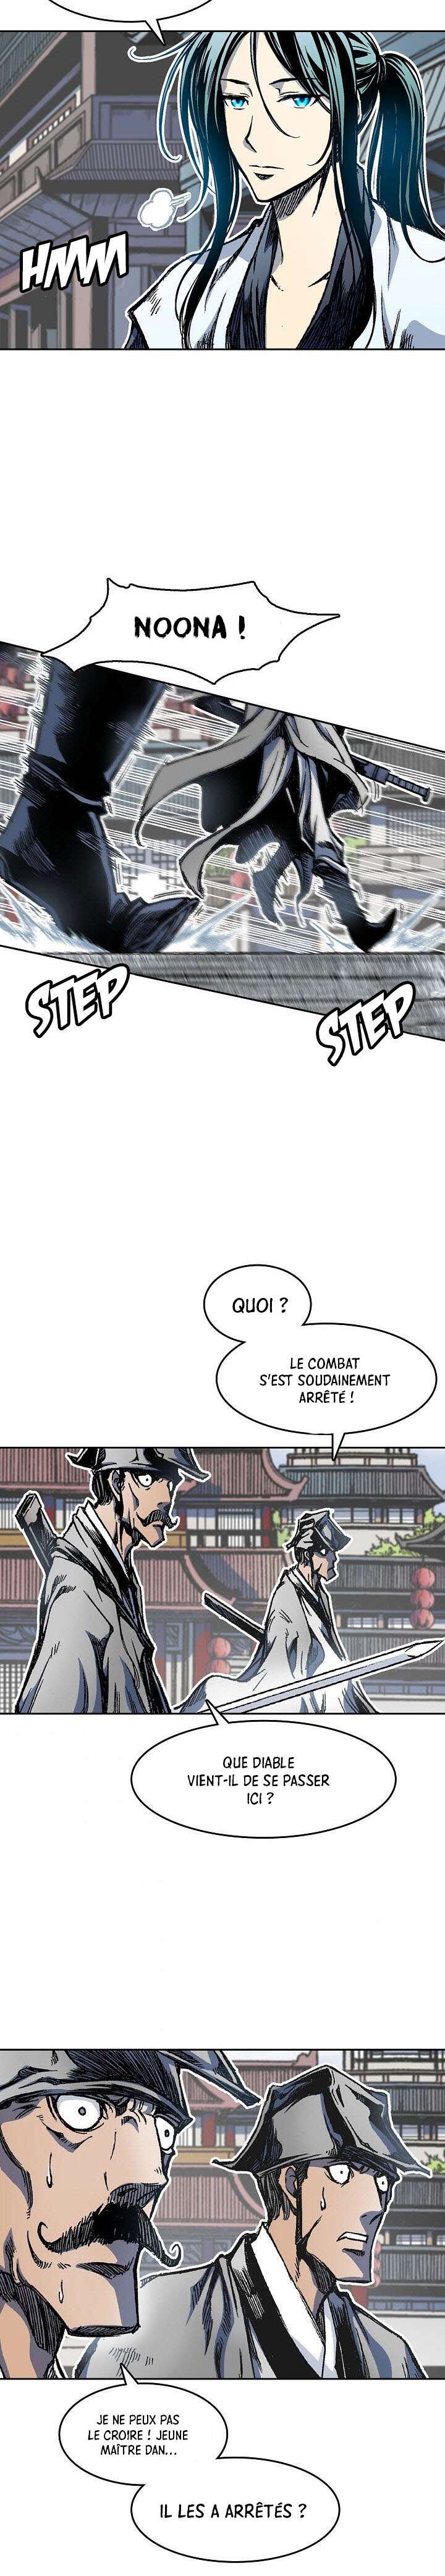 HMM
NOONA !
STEP
STEP
QUOI ?
LE COMBAT
S'EST SOUDAINEMENT
ARRÊTÉ !
QUE DIABLE
VIENT-IL DE SE PASSER
ICI ?
JE NE PEUX PAS
LE CROIRE ! JEUNE
MAÎTRE DAN...
IL LES A ARRÊTÉS ?